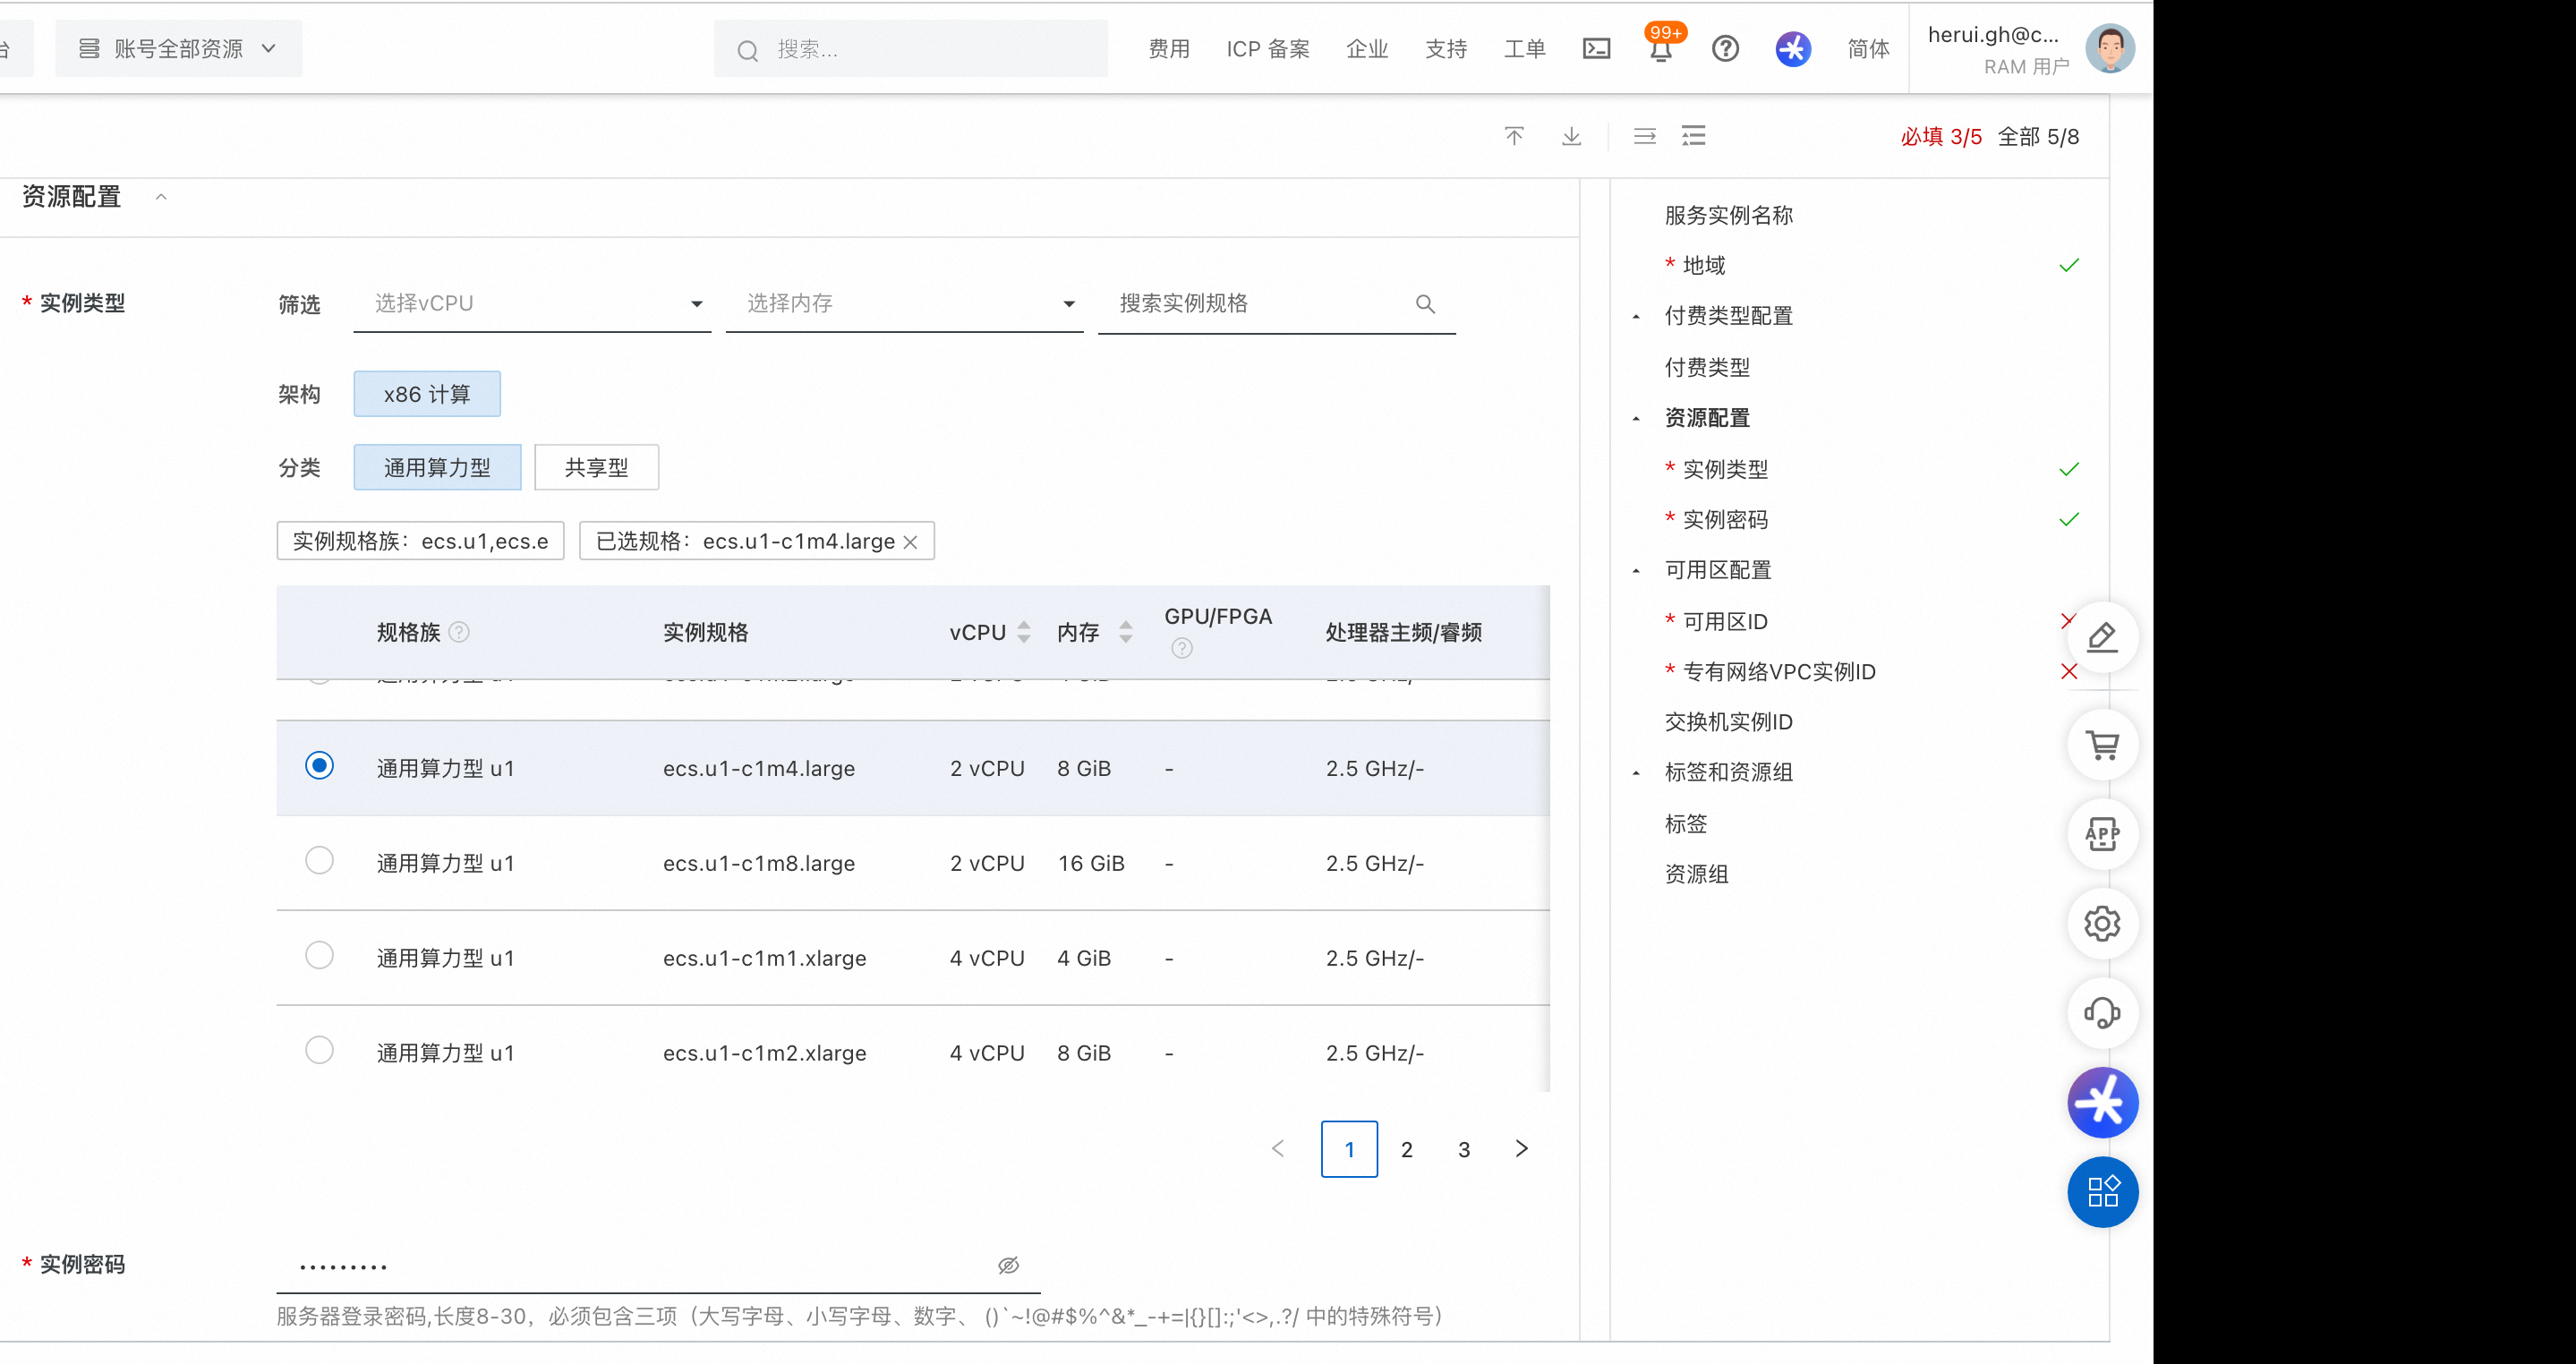 账号全部资源
搜索...
费用
ICP 备案
企业
支持
工单
99+
简体
herui.gh@c...
RAM 用户
必填 3/5 全部 5/8
资源配置
* 实例类型
筛选
选择vCPU
选择内存
搜索实例规格
架构
x86 计算
分类
通用算力型
共享型
实例规格族：ecs.u1,ecs.e
已选规格：ecs.u1-c1m4.large
规格族 实例规格 vCPU 内存 GPU/FPGA 处理器主频/睿频
通用算力型 u1 ecs.u1-c1m4.large 2 vCPU 8 GiB - 2.5 GHz/-
通用算力型 u1 ecs.u1-c1m8.large 2 vCPU 16 GiB - 2.5 GHz/-
通用算力型 u1 ecs.u1-c1m1.xlarge 4 vCPU 4 GiB - 2.5 GHz/-
通用算力型 u1 ecs.u1-c1m2.xlarge 4 vCPU 8 GiB - 2.5 GHz/-
1 2 3
* 实例密码
•••••••••
服务器登录密码,长度8-30，必须包含三项（大写字母、小写字母、数字、 ()`~!@#$%^&*_-+=|{}[]:;'<>,.?/ 中的特殊符号）
服务实例名称
* 地域
付费类型配置
付费类型
资源配置
* 实例类型
* 实例密码
可用区配置
* 可用区ID
* 专有网络VPC实例ID
交换机实例ID
标签和资源组
标签
资源组
APP